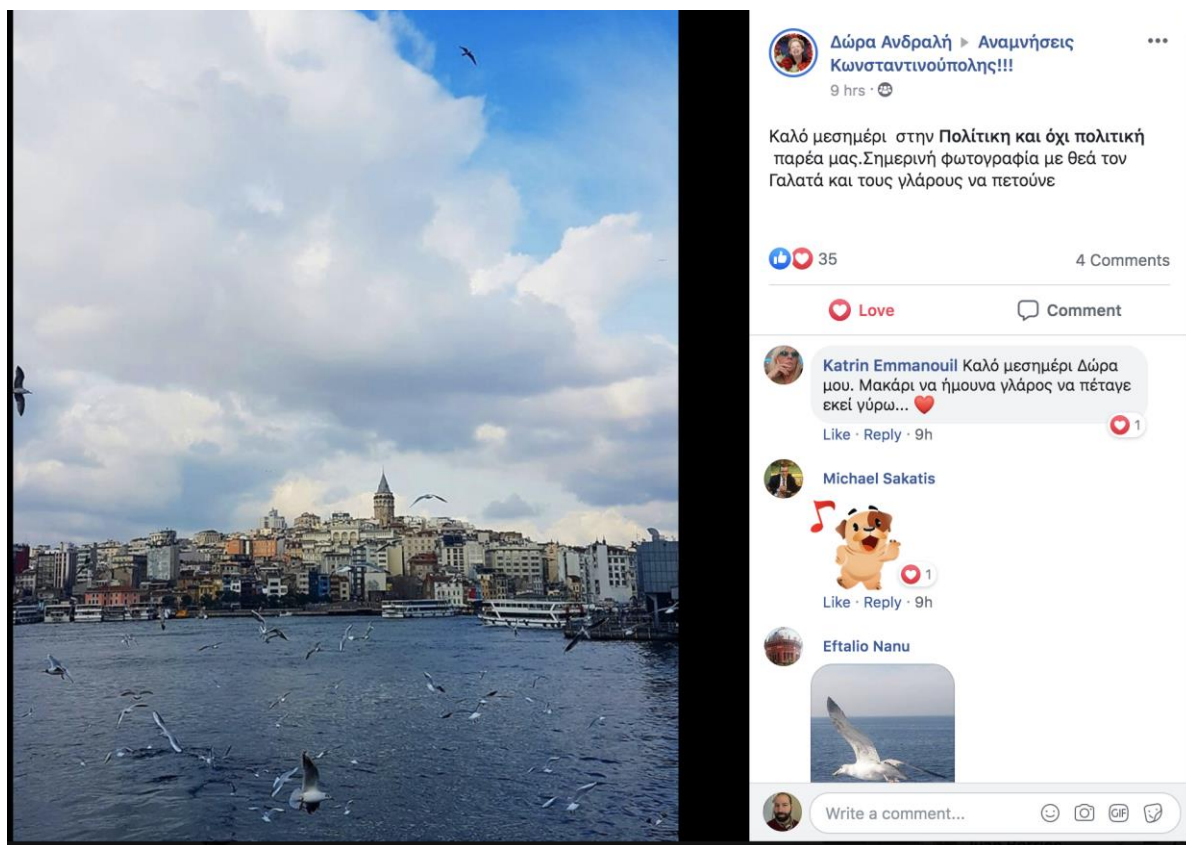 Δώρα Ανδραλή ▸ Αναμνήσεις
Κωνσταντινούπολης!!!
9 hrs ·
Καλό μεσημέρι στην Πολίτικη και όχι πολιτική
παρέα μας.Σημερινή φωτογραφία με θεά τον
Γαλατά και τους γλάρους να πετούνε
35
4 Comments
Love
Comment
Katrin Emmanouil Καλό μεσημέρι Δώρα
μου. Μακάρι να ήμουνα γλάρος να πέταγε
εκεί γύρω...
1
Like · Reply · 9h
Michael Sakatis
1
Like · Reply · 9h
Eftalio Nanu
Write a comment...
GIF